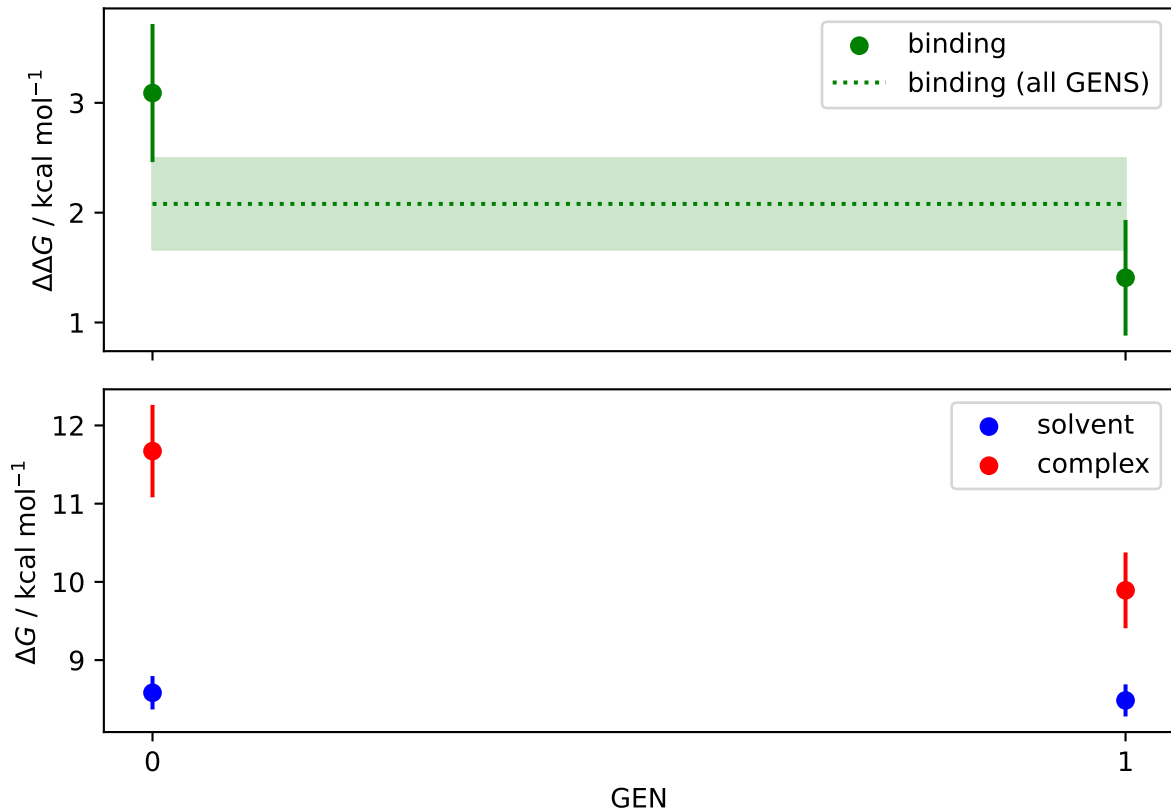 binding
binding (all GENS)
3
2
1
ΔΔG / kcal mol⁻¹
solvent
complex
12
11
10
9
ΔG / kcal mol⁻¹
0
1
GEN